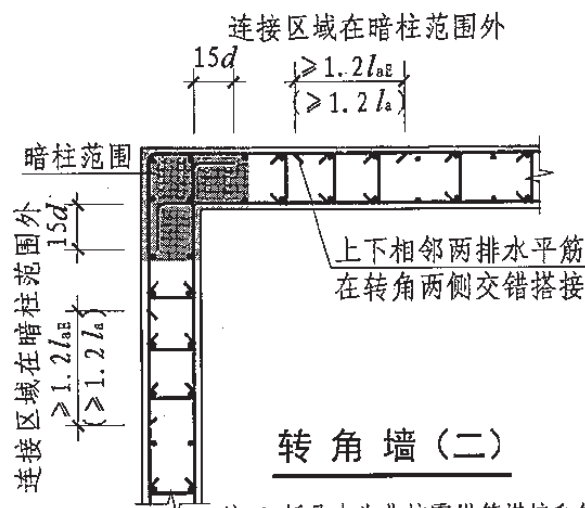 连接区域在暗柱范围外
15d
≥1.2laE
(≥1.2la)
暗柱范围
连接区域在暗柱范围外
15d
≥1.2laE
(≥1.2la)
上下相邻两排水平筋
在转角两侧交错搭接
转角墙(二)